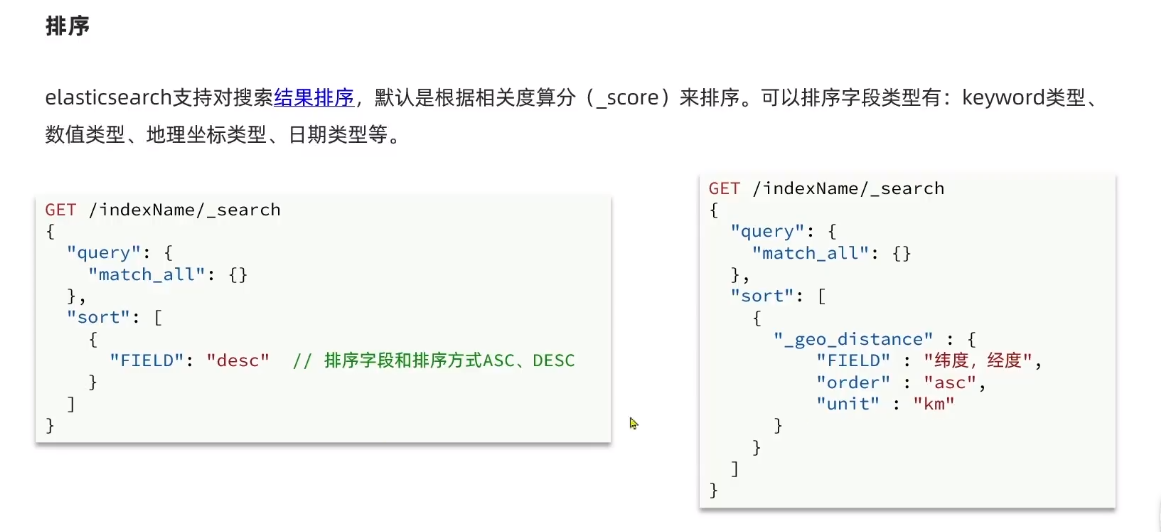 排序
elasticsearch支持对搜索结果排序，默认是根据相关度算分（_score）来排序。可以排序字段类型有：keyword类型、
数值类型、地理坐标类型、日期类型等。
GET /indexName/_search
{
  "query": {
    "match_all": {}
  },
  "sort": [
    {
      "FIELD": "desc"  // 排序字段和排序方式ASC、DESC
    }
  ]
}
GET /indexName/_search
{
  "query": {
    "match_all": {}
  },
  "sort": [
    {
      "_geo_distance" : {
          "FIELD" : "纬度，经度",
          "order" : "asc",
          "unit" : "km"
      }
    }
  ]
}